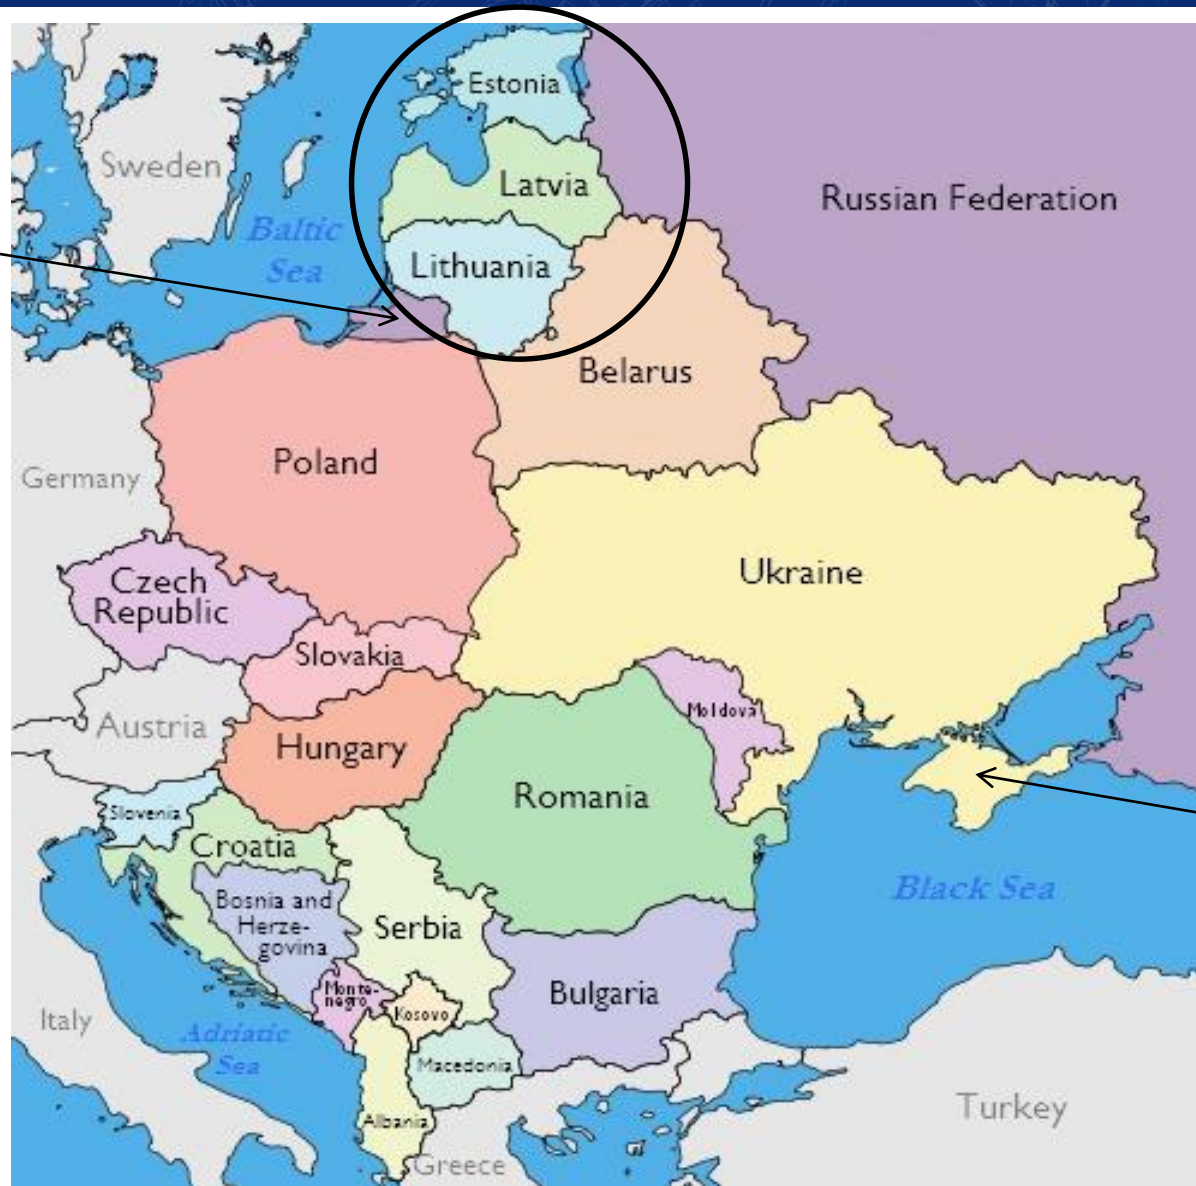 Estonia
Sweden
Latvia
Russian Federation
Baltic
Sea
Lithuania
Belarus
Poland
Germany
Ukraine
Czech
Republic
Slovakia
Moldova
Austria
Hungary
Romania
Slovenia
Croatia
Bosnia and
Herze-
govina
Serbia
Black Sea
Monte-
negro
Kosovo
Bulgaria
Italy
Adriatic
Sea
Macedonia
Albania
Turkey
Greece